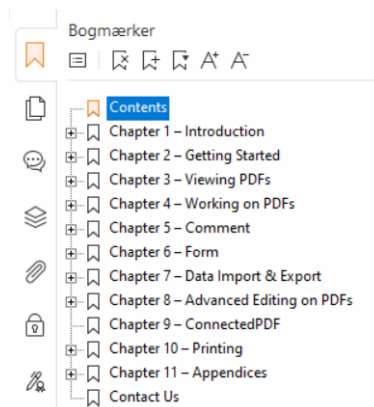 Bogmærker
Contents
Chapter 1 – Introduction
Chapter 2 – Getting Started
Chapter 3 – Viewing PDFs
Chapter 4 – Working on PDFs
Chapter 5 – Comment
Chapter 6 – Form
Chapter 7 – Data Import & Export
Chapter 8 – Advanced Editing on PDFs
Chapter 9 – ConnectedPDF
Chapter 10 – Printing
Chapter 11 – Appendices
Contact Us